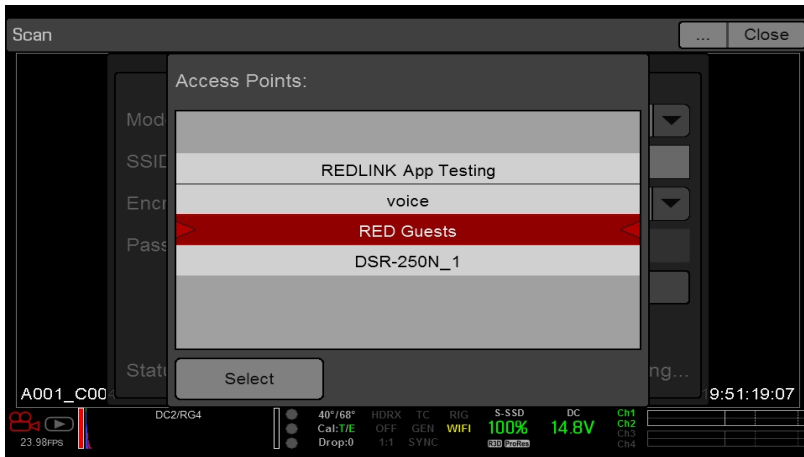 Scan
... Close
Access Points:
Mod
SSID
REDLINK App Testing
voice
Encr
RED Guests
Pass
DSR-250N_1
Statu
ng...
Select
A001_C00
9:51:19:07
DC2/RG4
23.98FPS
40°/68° HDRX TC RIG S-SSD DC Ch1
Cal:T/E OFF GEN WIFI 100% 14.8V Ch2
Drop:0 1:1 SYNC R3D ProRes Ch3
Ch4